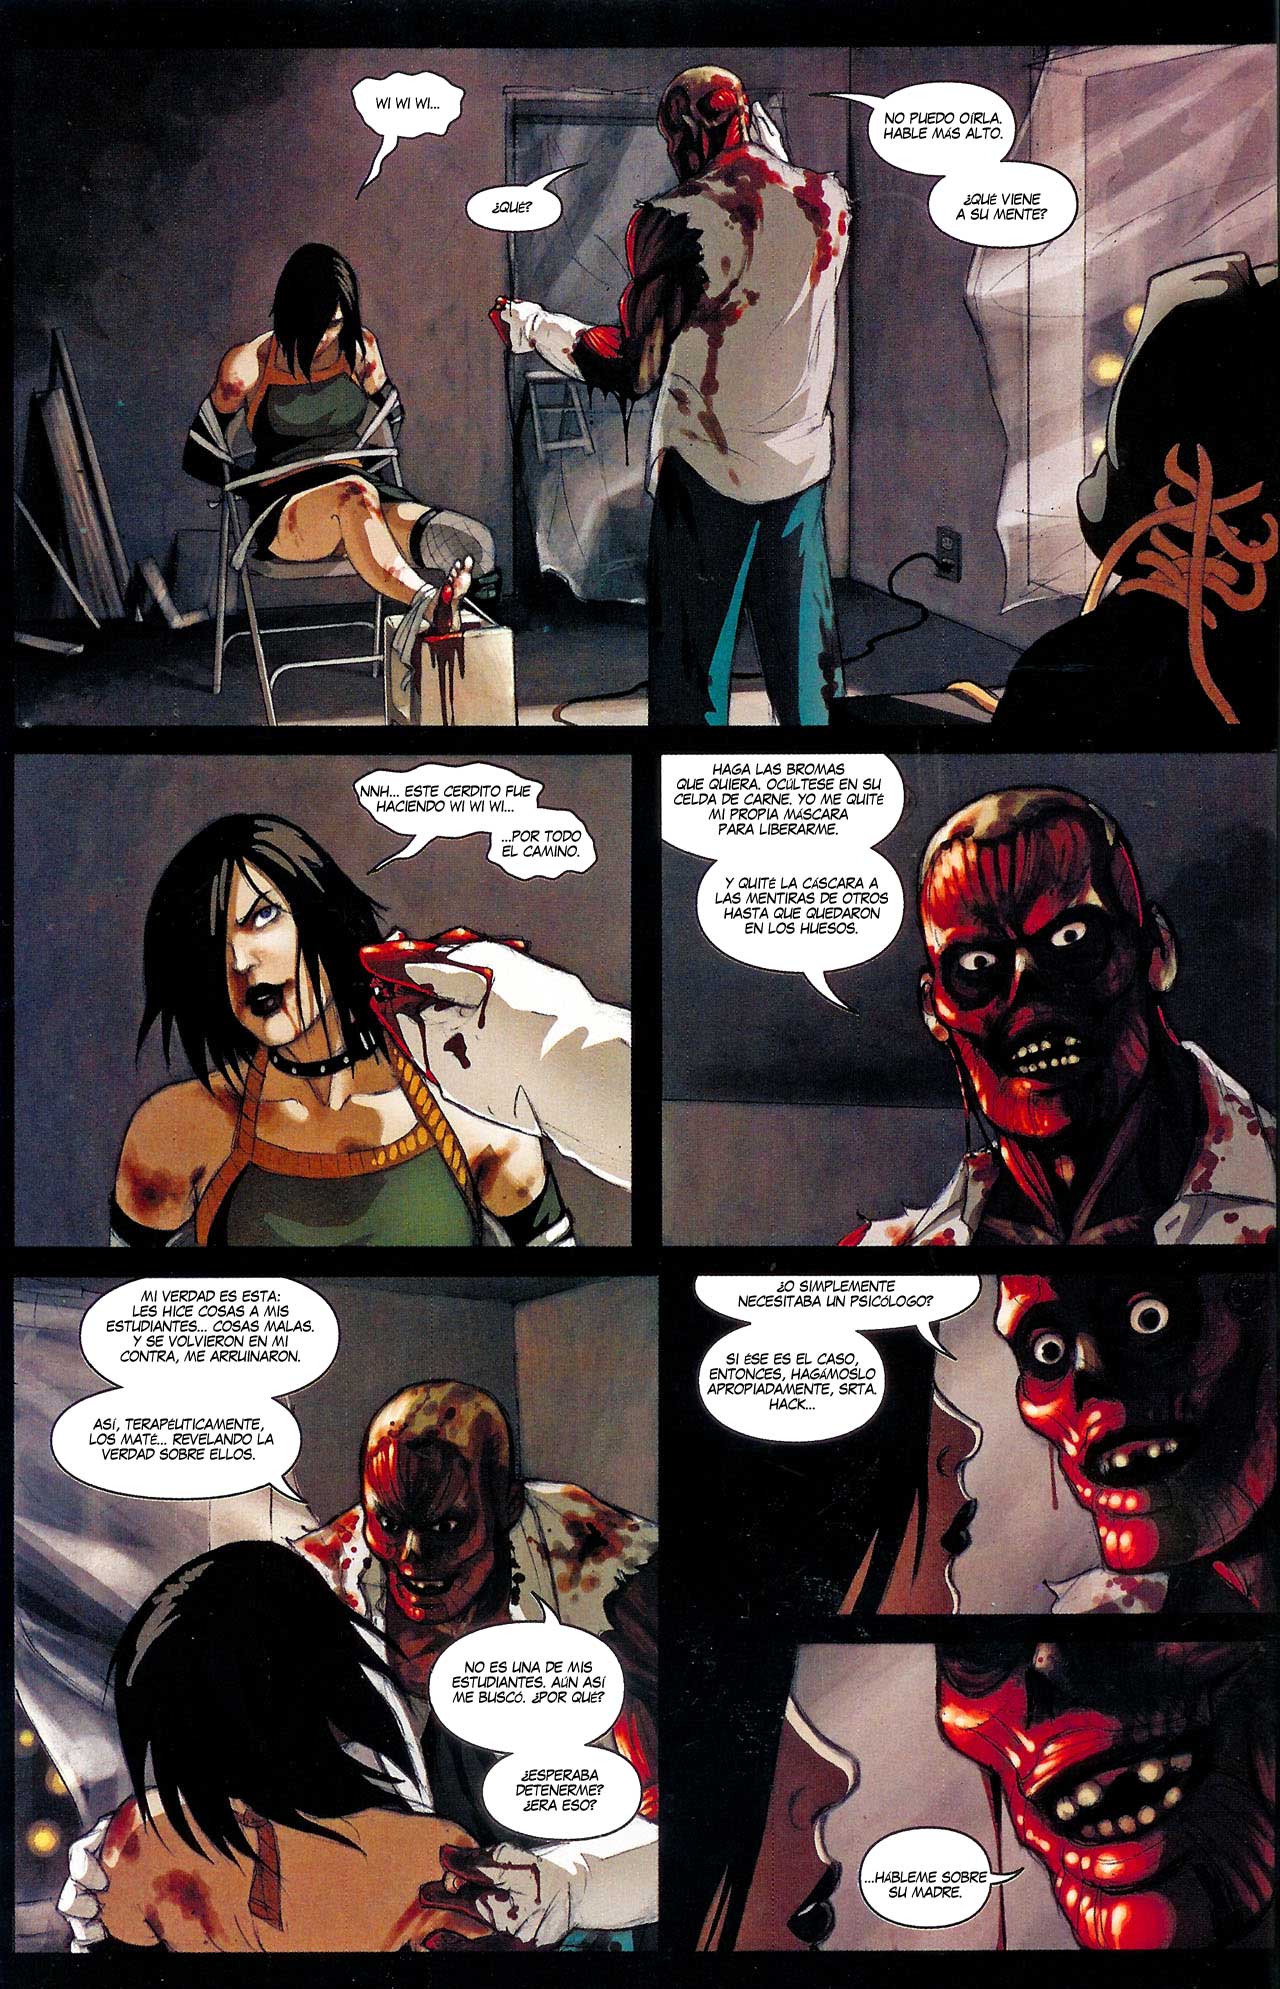 WI WI WI...
¿QUÉ?
NO PUEDO OÍRLA.
HABLE MÁS ALTO.
¿QUÉ VIENE
A SU MENTE?
NNH... ESTE CERDITO FUE
HACIENDO WI WI WI...
...POR TODO
EL CAMINO.
HAGA LAS BROMAS
QUE QUIERA. OCÚLTESE EN SU
CELDA DE CARNE. YO ME QUITÉ
MI PROPIA MÁSCARA
PARA LIBERARME.
Y QUITÉ LA CÁSCARA A
LAS MENTIRAS DE OTROS
HASTA QUE QUEDARON
EN LOS HUESOS.
MI VERDAD ES ESTA:
LES HICE COSAS A MIS
ESTUDIANTES... COSAS MALAS.
Y SE VOLVIERON EN MI
CONTRA, ME ARRUINARON.
ASÍ, TERAPÉUTICAMENTE,
LOS MATÉ... REVELANDO LA
VERDAD SOBRE ELLOS.
NO ES UNA DE MIS
ESTUDIANTES. AÚN ASÍ
ME BUSCÓ. ¿POR QUÉ?
¿ESPERABA
DETENERME?
¿ERA ESO?
¿O SIMPLEMENTE
NECESITABA UN PSICÓLOGO?
SI ÉSE ES EL CASO,
ENTONCES, HAGÁMOSLO
APROPIADAMENTE, SRTA.
HACK...
...HÁBLEME SOBRE
SU MADRE.